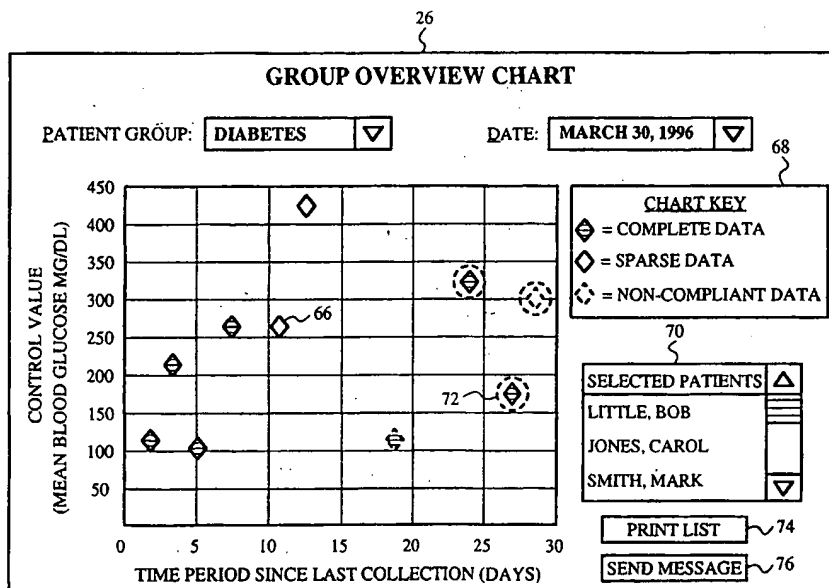 26
GROUP OVERVIEW CHART
PATIENT GROUP: DIABETES
DATE: MARCH 30, 1996
68
CHART KEY
= COMPLETE DATA
= SPARSE DATA
= NON-COMPLIANT DATA
CONTROL VALUE
(MEAN BLOOD GLUCOSE MG/DL)
450
400
350
300
250
200
150
100
50
66
72
0 5 10 15 20 25 30
TIME PERIOD SINCE LAST COLLECTION (DAYS)
70
SELECTED PATIENTS
LITTLE, BOB
JONES, CAROL
SMITH, MARK
PRINT LIST
74
SEND MESSAGE
76